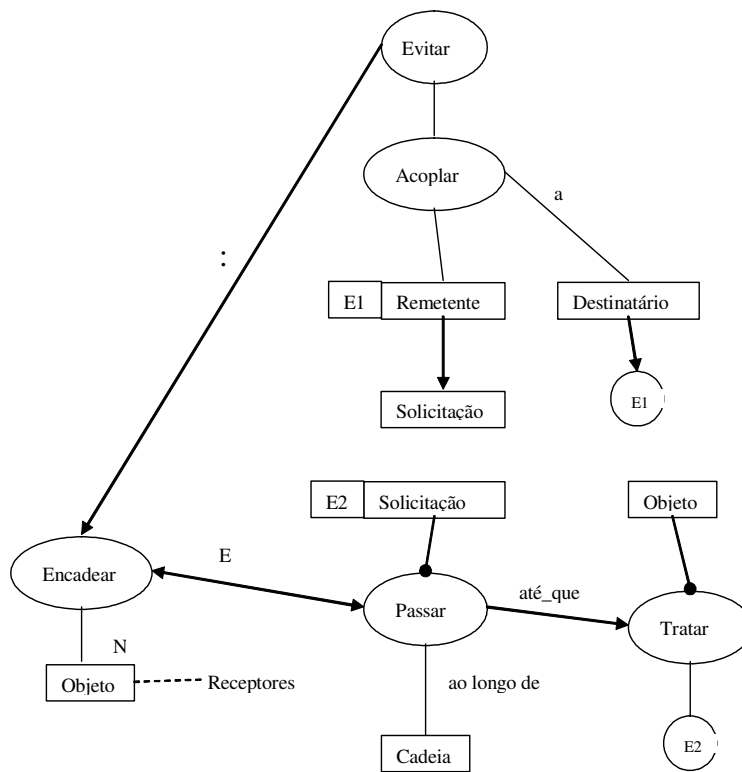 Evitar
Acoplar
a
:
E1 Remetente
Destinatário
Solicitação
E1
E2 Solicitação
Objeto
Encadear
E
Passar
até_que
Tratar
N
Objeto
Receptores
ao longo de
Cadeia
E2